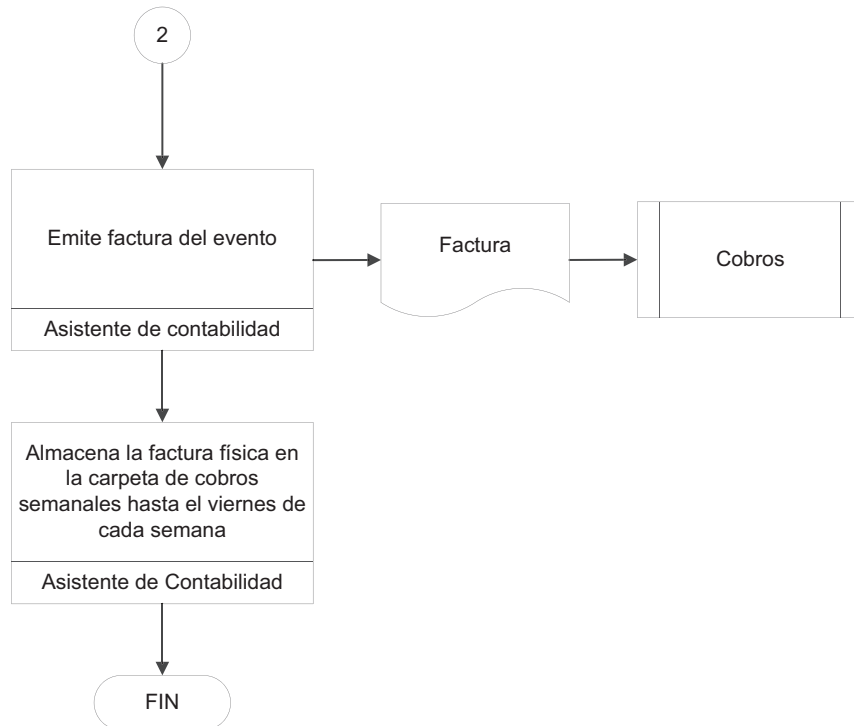 2
Emite factura del evento
Asistente de contabilidad
Factura
Cobros
Almacena la factura física en
la carpeta de cobros
semanales hasta el viernes de
cada semana
Asistente de Contabilidad
FIN